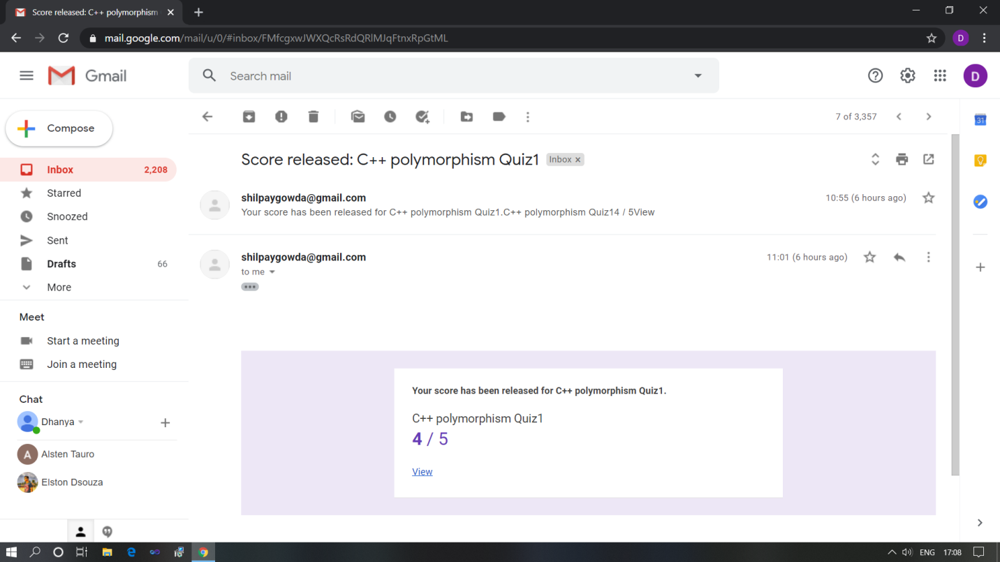 Score released: C++ polymorphism
mail.google.com/mail/u/0/#inbox/FMfcgxwJWXQcRsRdQRlMJqFtnxRpGtML
D
Gmail
Search mail
D
Compose
7 of 3,357
31
Score released: C++ polymorphism Quiz1
Inbox x
Inbox 2,208
Starred
Snoozed
Sent
Drafts 66
More
shilpaygowda@gmail.com
10:55 (6 hours ago)
Your score has been released for C++ polymorphism Quiz1.C++ polymorphism Quiz14 / 5View
shilpaygowda@gmail.com
11:01 (6 hours ago)
to me
Meet
Start a meeting
Join a meeting
Your score has been released for C++ polymorphism Quiz1.
C++ polymorphism Quiz1
4 / 5
View
Chat
Dhanya
A
Alsten Tauro
Elston Dsouza
ENG
17:08